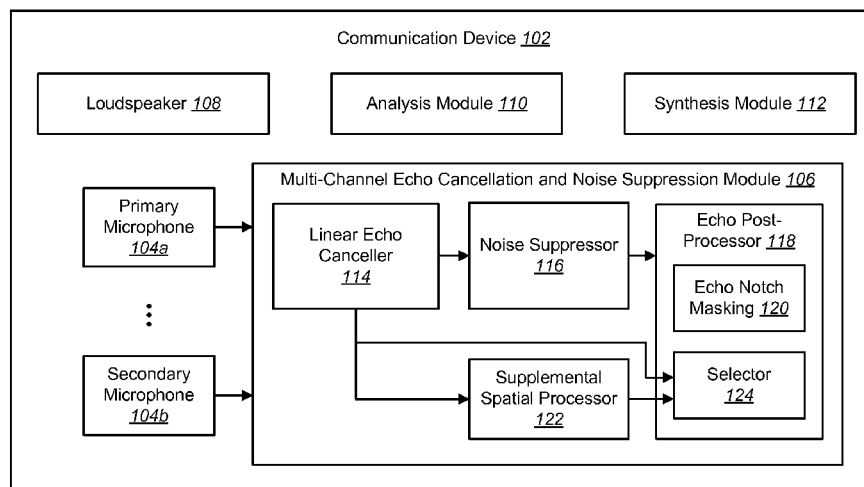 Communication Device 102
Loudspeaker 108
Analysis Module 110
Synthesis Module 112
Multi-Channel Echo Cancellation and Noise Suppression Module 106
Primary
Microphone
104a
Linear Echo
Canceller
114
Noise Suppressor
116
Echo Post-
Processor 118
Echo Notch
Masking 120
Secondary
Microphone
104b
Supplemental
Spatial Processor
122
Selector
124